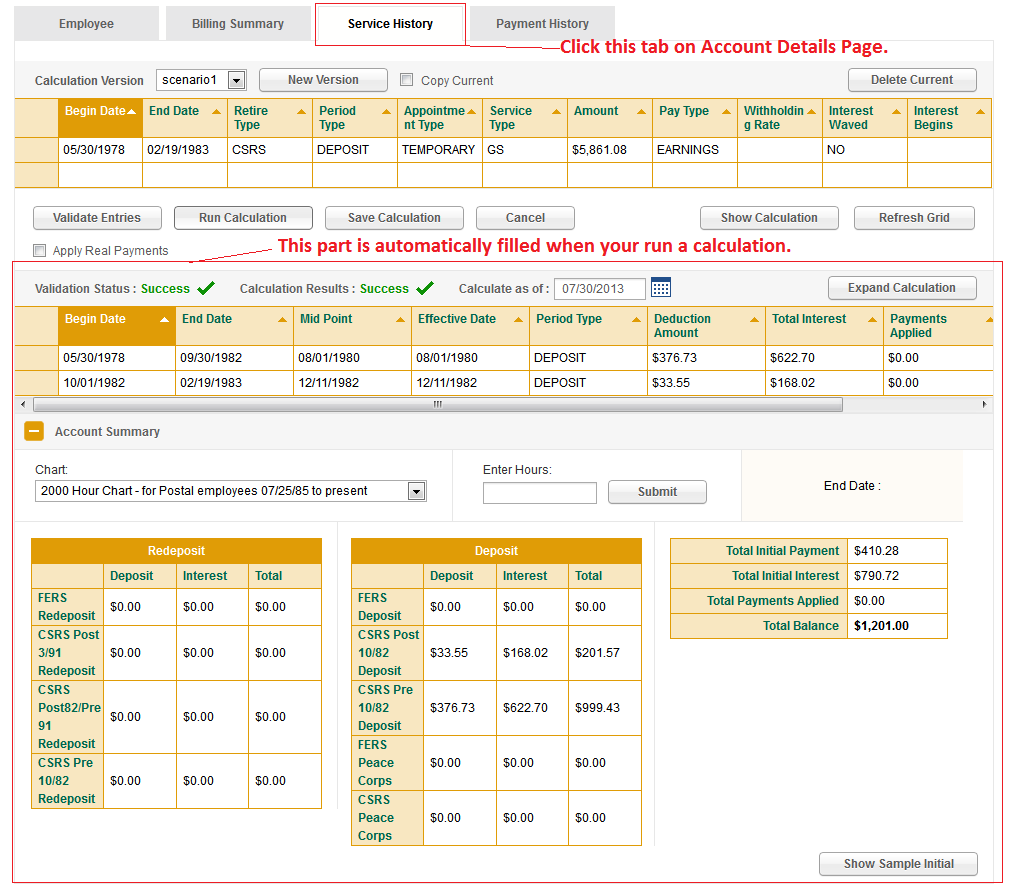 Employee Billing Summary Service History Payment History
Click this tab on Account Details Page.
Calculation Version scenario1 New Version Copy Current Delete Current
Begin Date End Date Retire Period Appointme Service Amount Pay Type Withholdin Interest Interest
Type Type nt Type Type g Rate Waved Begins
05/30/1978 02/19/1983 CSRS DEPOSIT TEMPORARY GS $5,861.08 EARNINGS NO
Validate Entries Run Calculation Save Calculation Cancel Show Calculation Refresh Grid
Apply Real Payments
This part is automatically filled when your run a calculation.
Validation Status : Success Calculation Results : Success Calculate as of : 07/30/2013 Expand Calculation
Begin Date End Date Mid Point Effective Date Period Type Deduction Total Interest Payments
Amount Applied
05/30/1978 09/30/1982 08/01/1980 08/01/1980 DEPOSIT $376.73 $622.70 $0.00
10/01/1982 02/19/1983 12/11/1982 12/11/1982 DEPOSIT $33.55 $168.02 $0.00
Account Summary
Chart:
2000 Hour Chart - for Postal employees 07/25/85 to present
Enter Hours:
Submit
End Date :
Redeposit
Deposit Interest Total
FERS
Redeposit $0.00 $0.00 $0.00
CSRS Post
3/91 $0.00 $0.00 $0.00
Redeposit
CSRS
Post82/Pre $0.00 $0.00 $0.00
91
Redeposit
CSRS Pre
10/82 $0.00 $0.00 $0.00
Redeposit
Deposit
Deposit Interest Total
FERS
Deposit $0.00 $0.00 $0.00
CSRS Post
10/82 $33.55 $168.02 $201.57
Deposit
CSRS Pre
10/82 $376.73 $622.70 $999.43
Deposit
FERS
Peace $0.00 $0.00 $0.00
Corps
CSRS
Peace $0.00 $0.00 $0.00
Corps
Total Initial Payment $410.28
Total Initial Interest $790.72
Total Payments Applied $0.00
Total Balance $1,201.00
Show Sample Initial